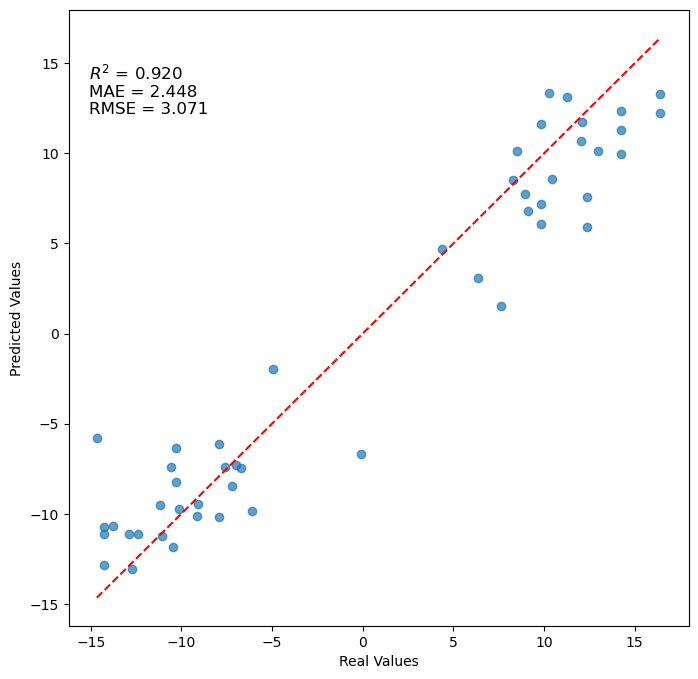 R² = 0.920
MAE = 2.448
RMSE = 3.071
15
10
5
0
−5
−10
−15
Predicted Values
−15 −10 −5 0 5 10 15
Real Values